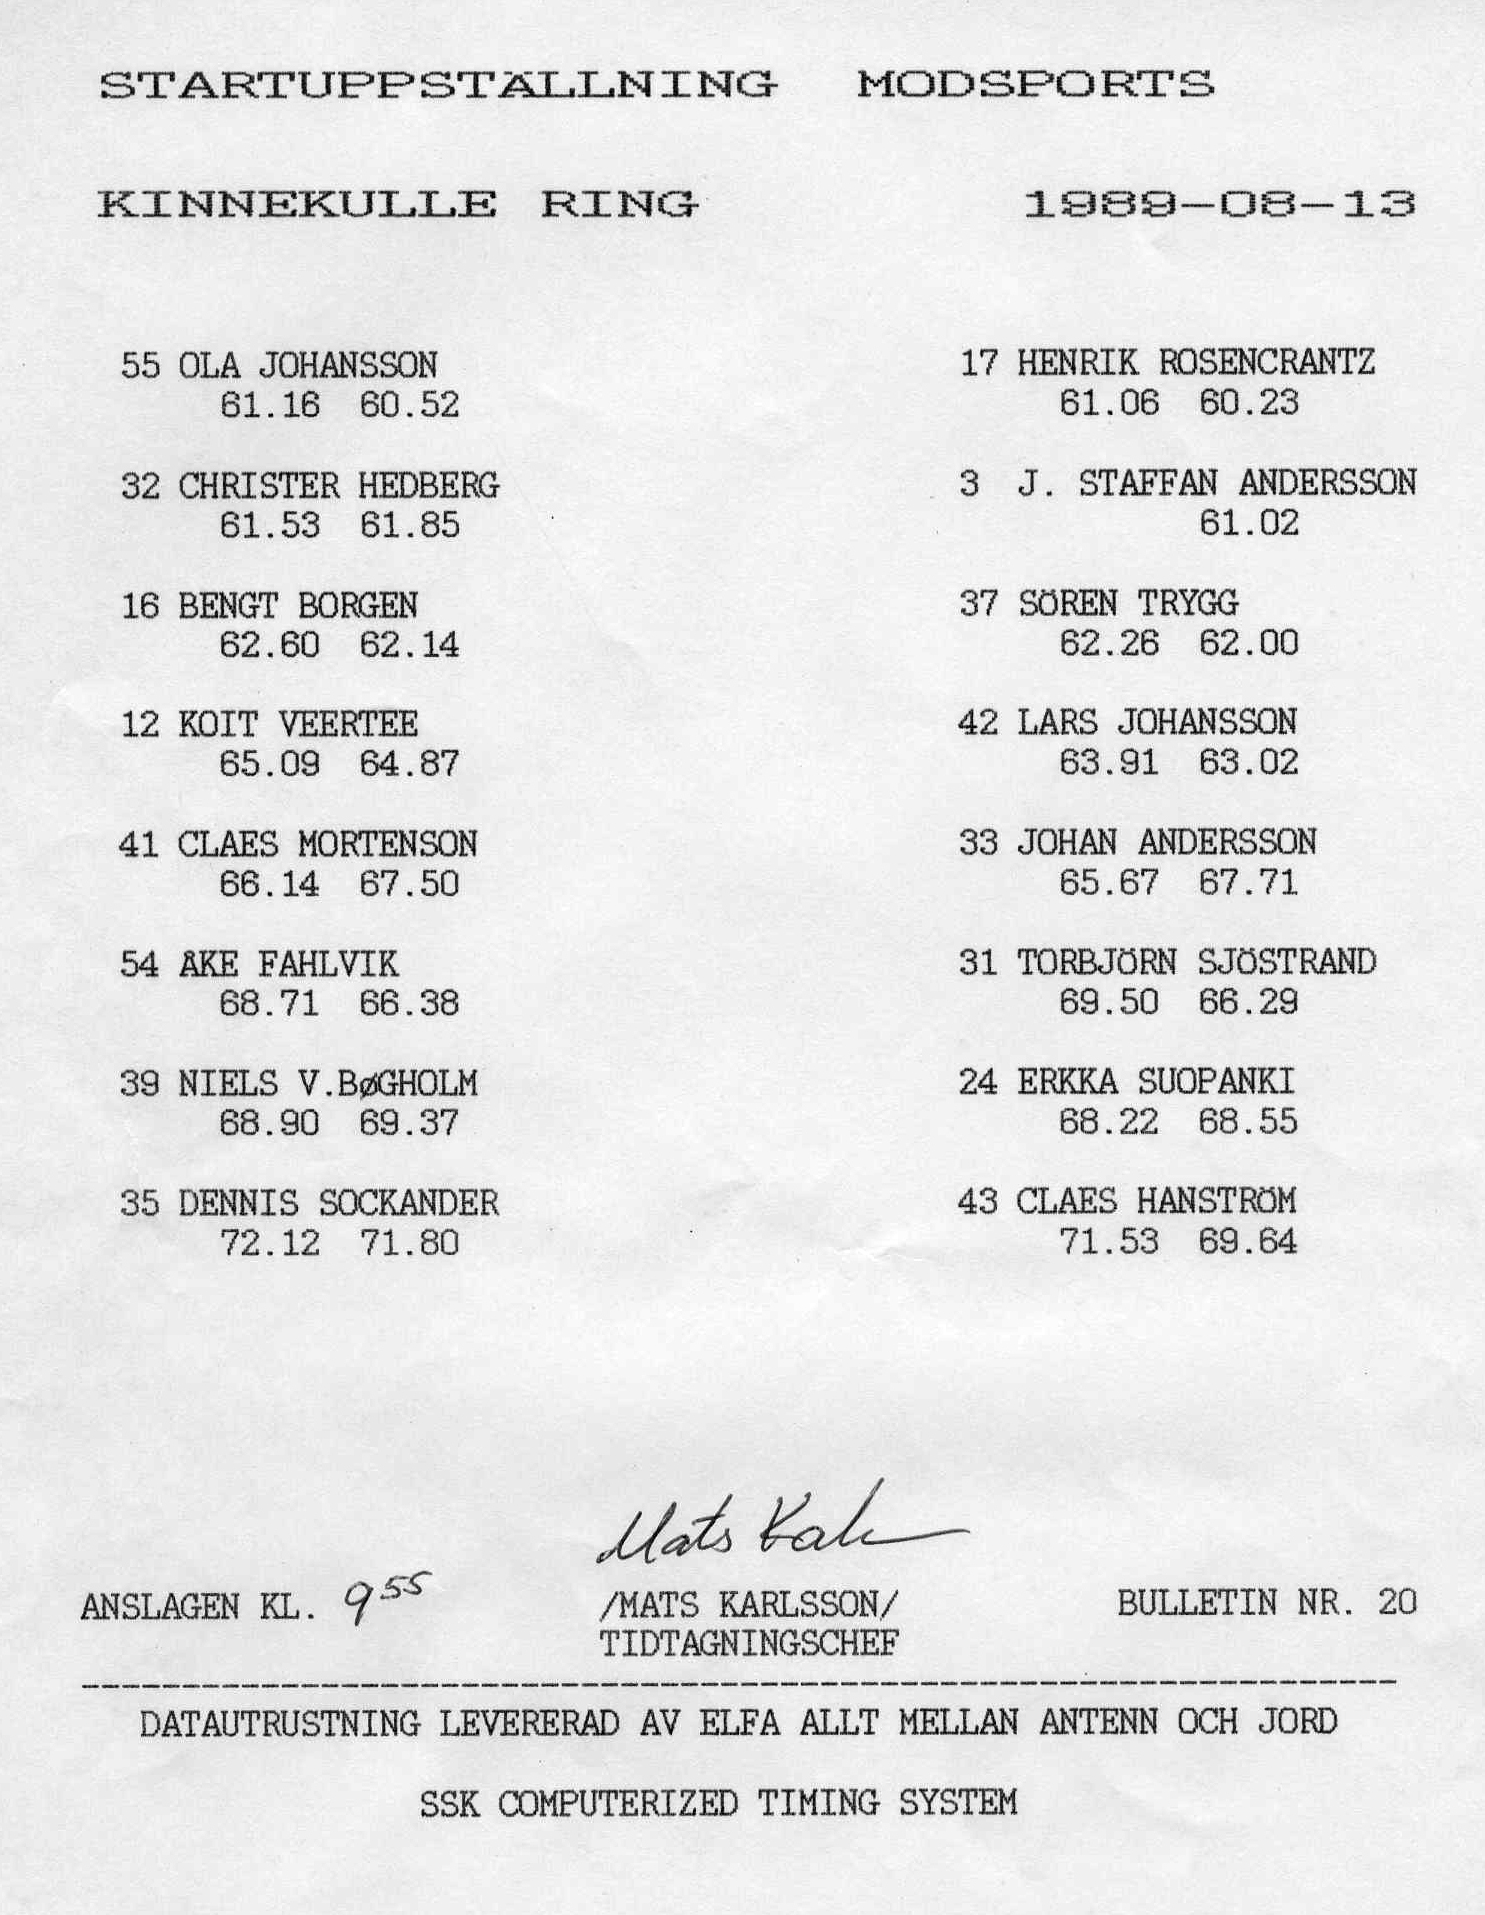 STARTUPPSTÄLLNING MODSPORTS
KINNEKULLE RING 1989-08-13
55 OLA JOHANSSON 17 HENRIK ROSENCRANTZ
61.16 60.52 61.06 60.23
32 CHRISTER HEDBERG 3 J. STAFFAN ANDERSSON
61.53 61.85 61.02
16 BENGT BORGEN 37 SÖREN TRYGG
62.60 62.14 62.26 62.00
12 KOIT VEERTEE 42 LARS JOHANSSON
65.09 64.87 63.91 63.02
41 CLAES MORTENSON 33 JOHAN ANDERSSON
66.14 67.50 65.67 67.71
54 ÅKE FAHLVIK 31 TORBJÖRN SJÖSTRAND
68.71 66.38 69.50 66.29
39 NIELS V.BøGHOLM 24 ERKKA SUOPANKI
68.90 69.37 68.22 68.55
35 DENNIS SOCKANDER 43 CLAES HANSTRÖM
72.12 71.80 71.53 69.64
Mats
ANSLAGEN KL. 9 55 /MATS KARLSSON/ BULLETIN NR. 20
TIDTAGNINGSCHEF
------------------------------------------------------------------
DATAUTRUSTNING LEVERERAD AV ELFA ALLT MELLAN ANTENN OCH JORD
SSK COMPUTERIZED TIMING SYSTEM